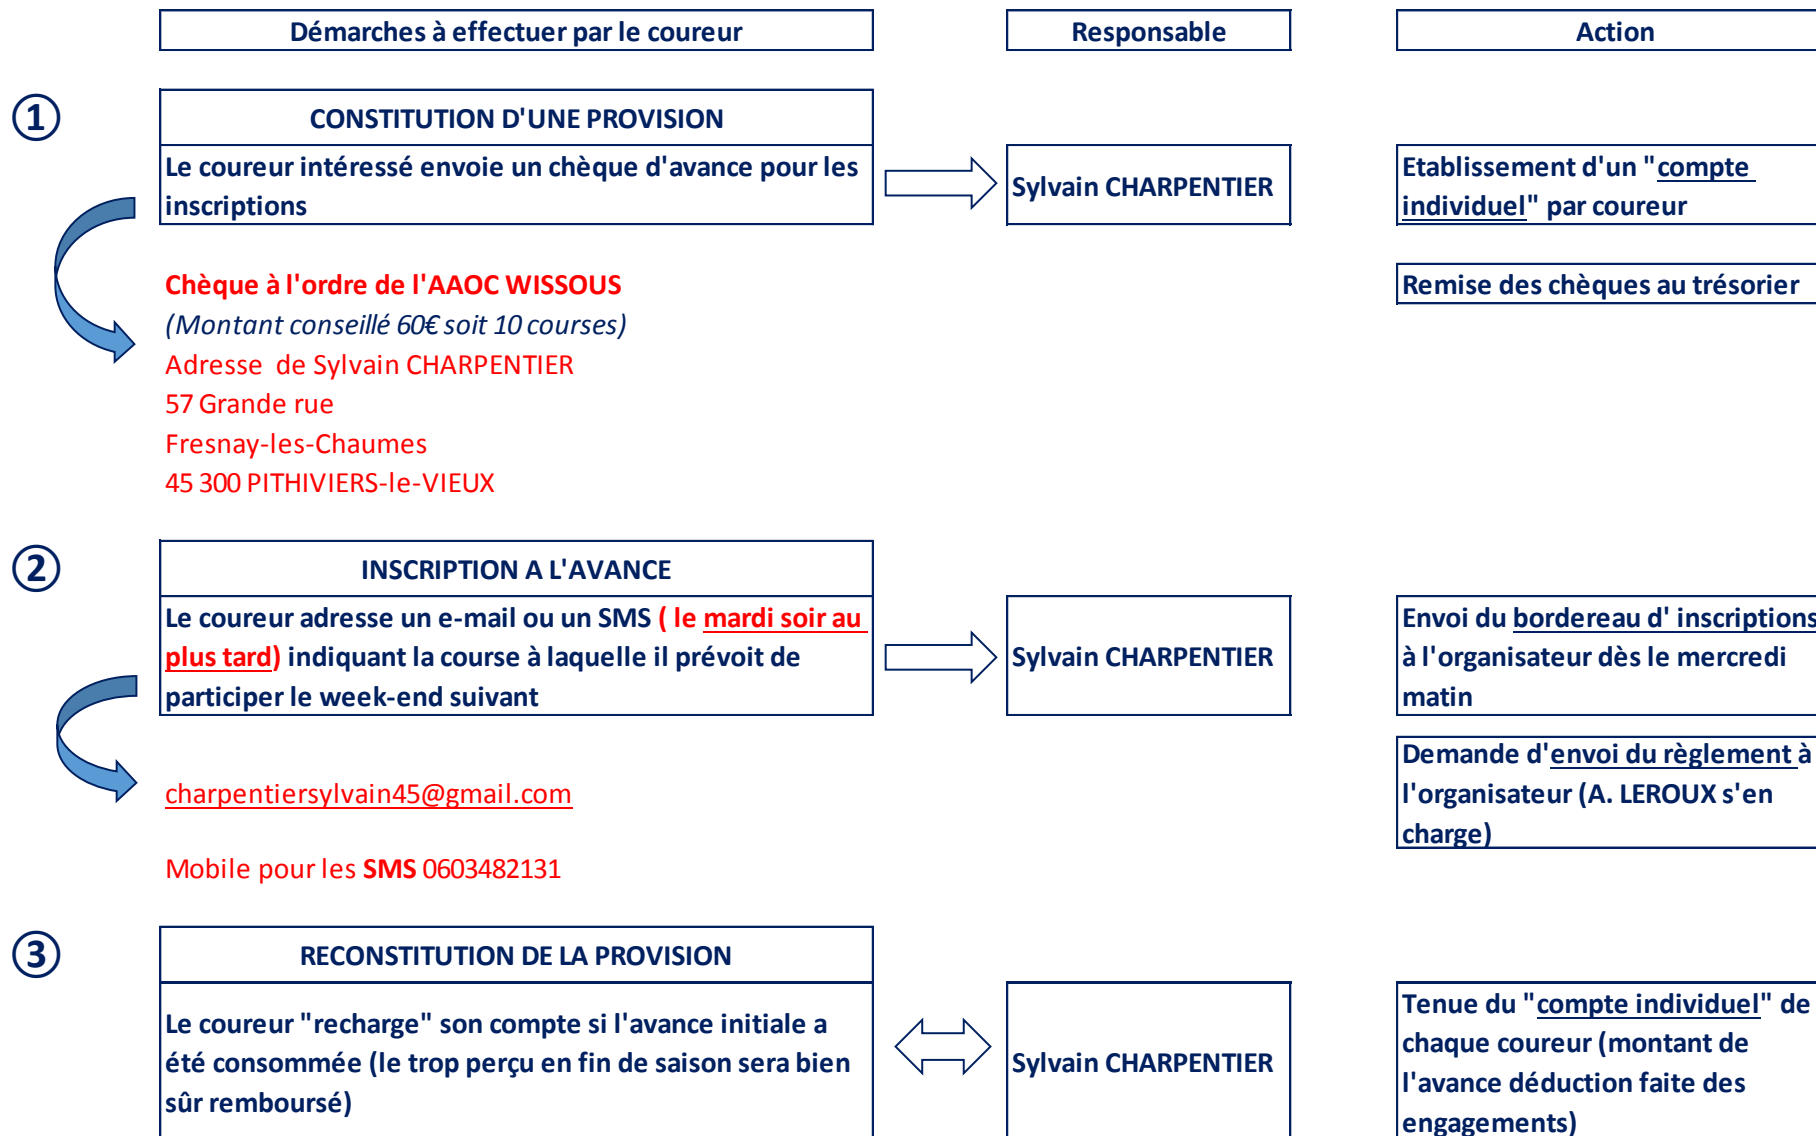 Démarches à effectuer par le coureur
Responsable
Action
①
CONSTITUTION D'UNE PROVISION
Le coureur intéressé envoie un chèque d'avance pour les
inscriptions
Sylvain CHARPENTIER
Etablissement d'un "compte
individuel" par coureur
Chèque à l'ordre de l'AAOC WISSOUS
(Montant conseillé 60€ soit 10 courses)
Adresse de Sylvain CHARPENTIER
57 Grande rue
Fresnay-les-Chaumes
45 300 PITHIVIERS-le-VIEUX
Remise des chèques au trésorier
②
INSCRIPTION A L'AVANCE
Le coureur adresse un e-mail ou un SMS ( le mardi soir au
plus tard) indiquant la course à laquelle il prévoit de
participer le week-end suivant
Sylvain CHARPENTIER
Envoi du bordereau d' inscriptions
à l'organisateur dès le mercredi
matin
Demande d'envoi du règlement à
l'organisateur (A. LEROUX s'en
charge)
charpentiersylvain45@gmail.com
Mobile pour les SMS 0603482131
③
RECONSTITUTION DE LA PROVISION
Le coureur "recharge" son compte si l'avance initiale a
été consommée (le trop perçu en fin de saison sera bien
sûr remboursé)
Sylvain CHARPENTIER
Tenue du "compte individuel" de
chaque coureur (montant de
l'avance déduction faite des
engagements)